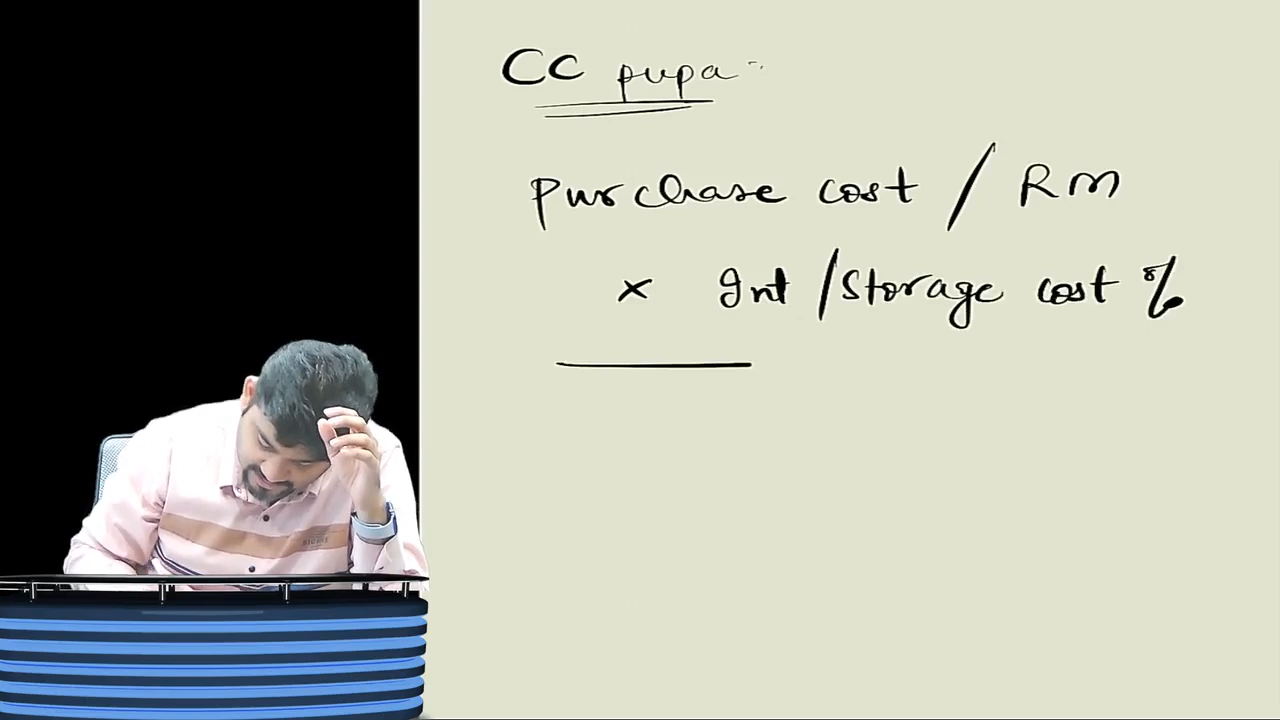 CC pupa
purchase cost / RM
× Int / Storage cost %